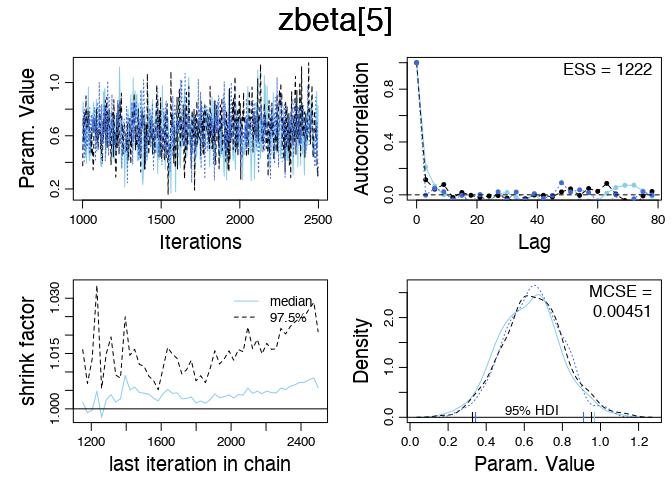 zbeta[5]
Param. Value
0.2 0.6 1.0
1000 1500 2000 2500
Iterations
Autocorrelation
0.0 0.4 0.8
ESS = 1222
0 20 40 60 80
Lag
shrink factor
1.000 1.015 1.030
median
97.5%
1200 1600 2000 2400
last iteration in chain
Density
0.0 1.0 2.0
MCSE =
0.00451
95% HDI
0.0 0.2 0.4 0.6 0.8 1.0 1.2
Param. Value